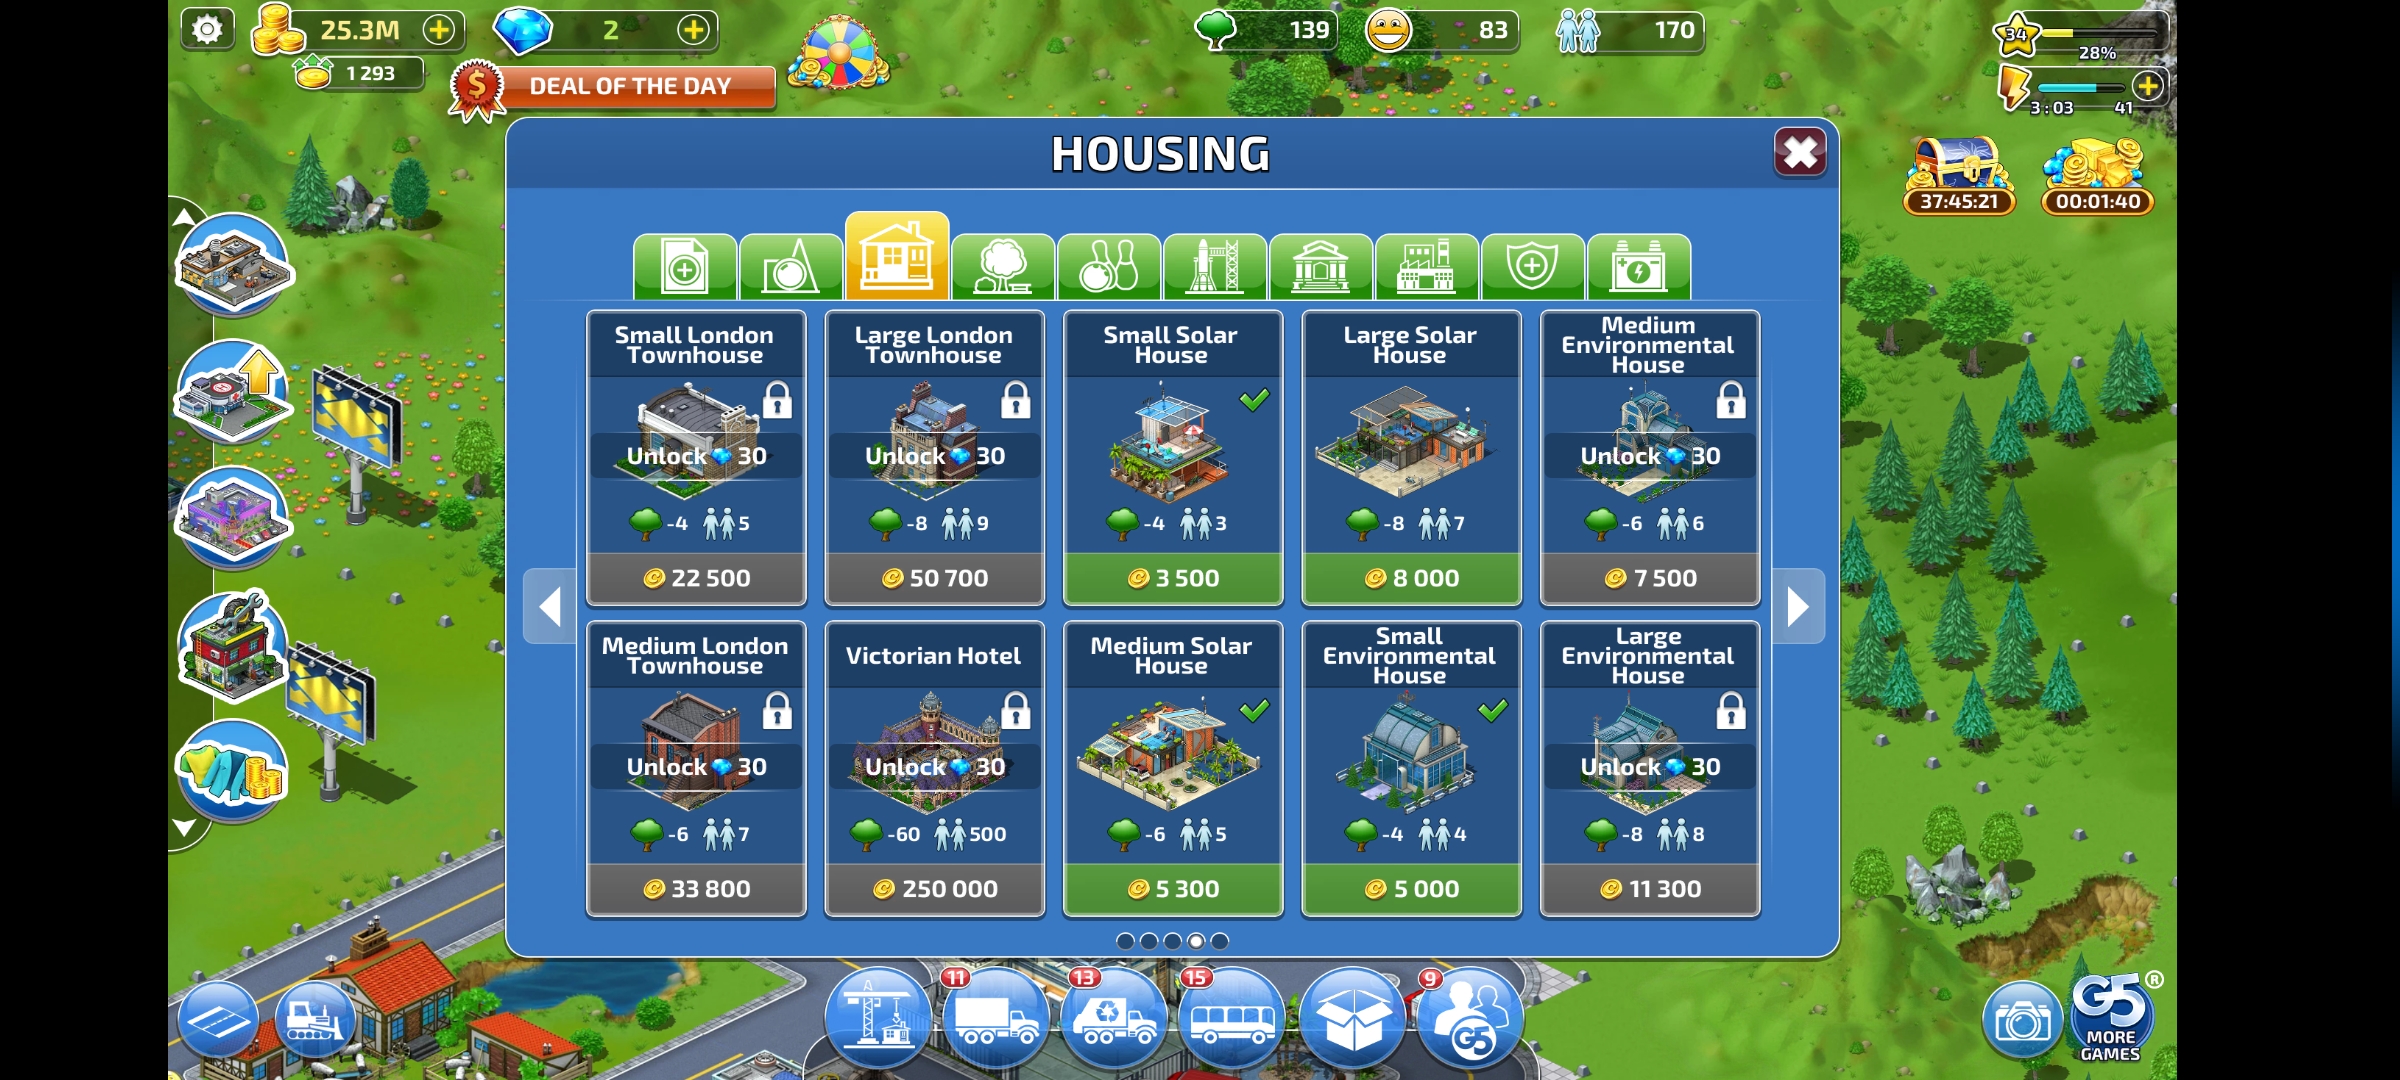 25.3M
2
139
83
170
34
28%
1 293
DEAL OF THE DAY
3:03
41
HOUSING
37:45:21
00:01:40
Small London
Townhouse
Unlock 30
-4 5
22 500
Large London
Townhouse
Unlock 30
-8 9
50 700
Small Solar
House
-4 3
3 500
Large Solar
House
-8 7
8 000
Medium
Environmental
House
Unlock 30
-6 6
7 500
Medium London
Townhouse
Unlock 30
-6 7
33 800
Victorian Hotel
Unlock 30
-60 500
250 000
Medium Solar
House
-6 5
5 300
Small
Environmental
House
-4 4
5 000
Large
Environmental
House
Unlock 30
-8 8
11 300
11
13
15
9
G5
G5®
MORE
GAMES